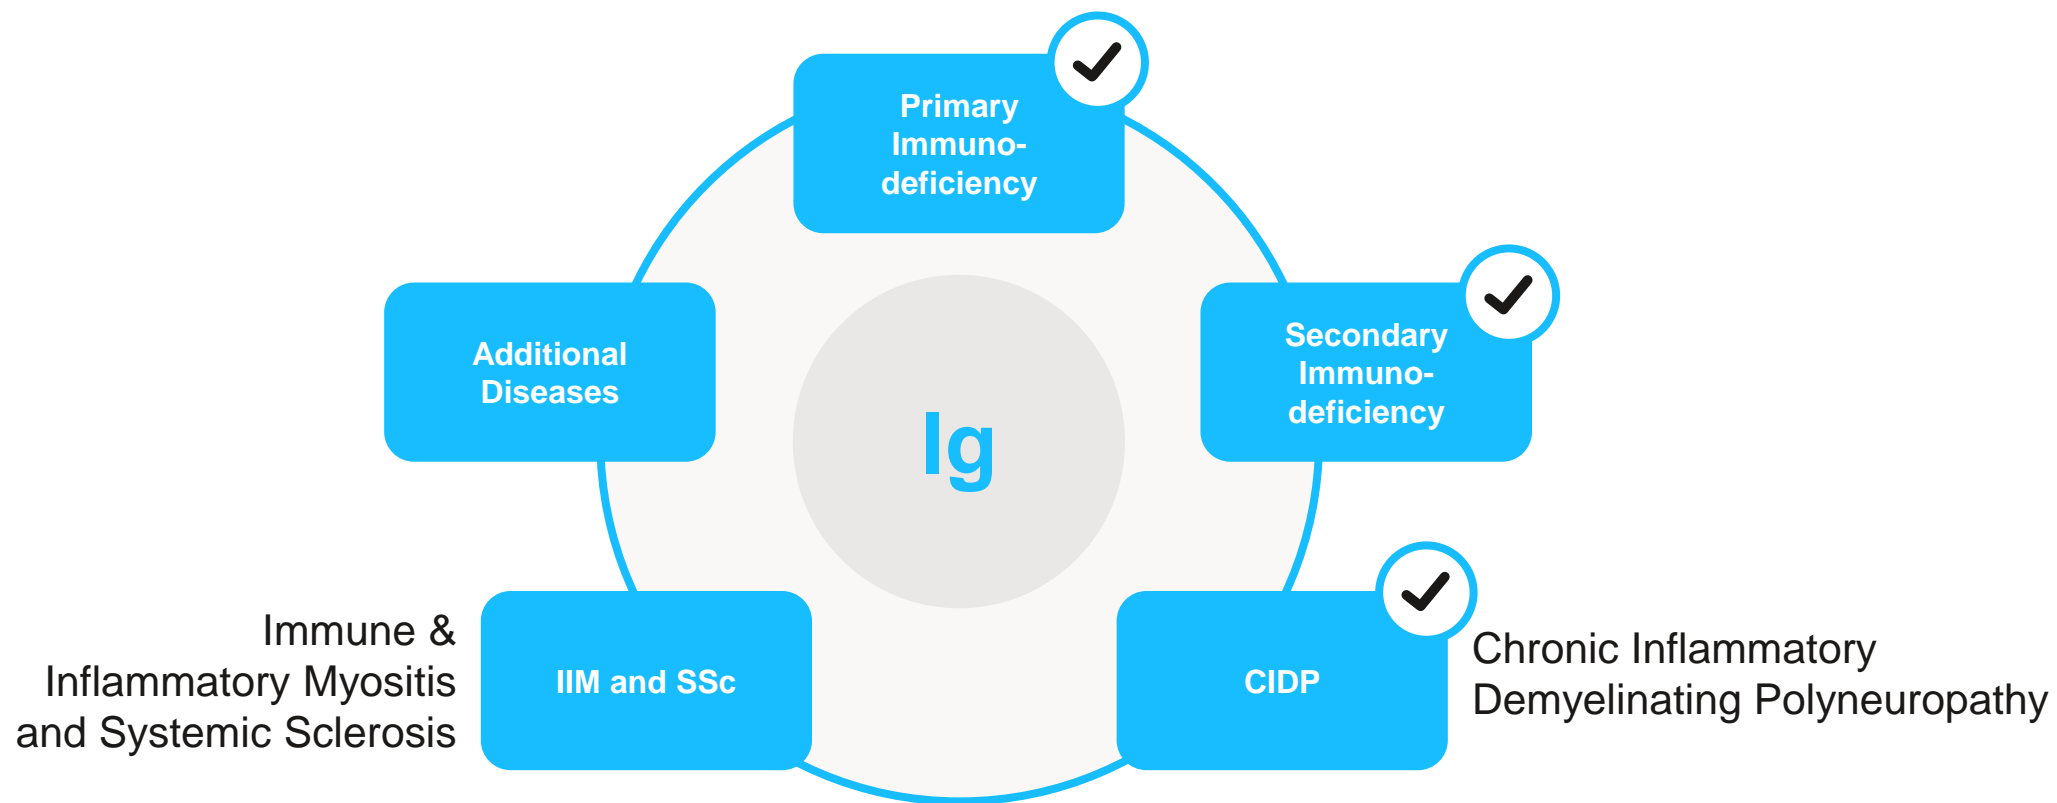 Primary
Immuno-
deficiency
Additional
Diseases
Secondary
Immuno-
deficiency
Ig
Immune &
Inflammatory Myositis
and Systemic Sclerosis
IIM and SSc
CIDP
Chronic Inflammatory
Demyelinating Polyneuropathy